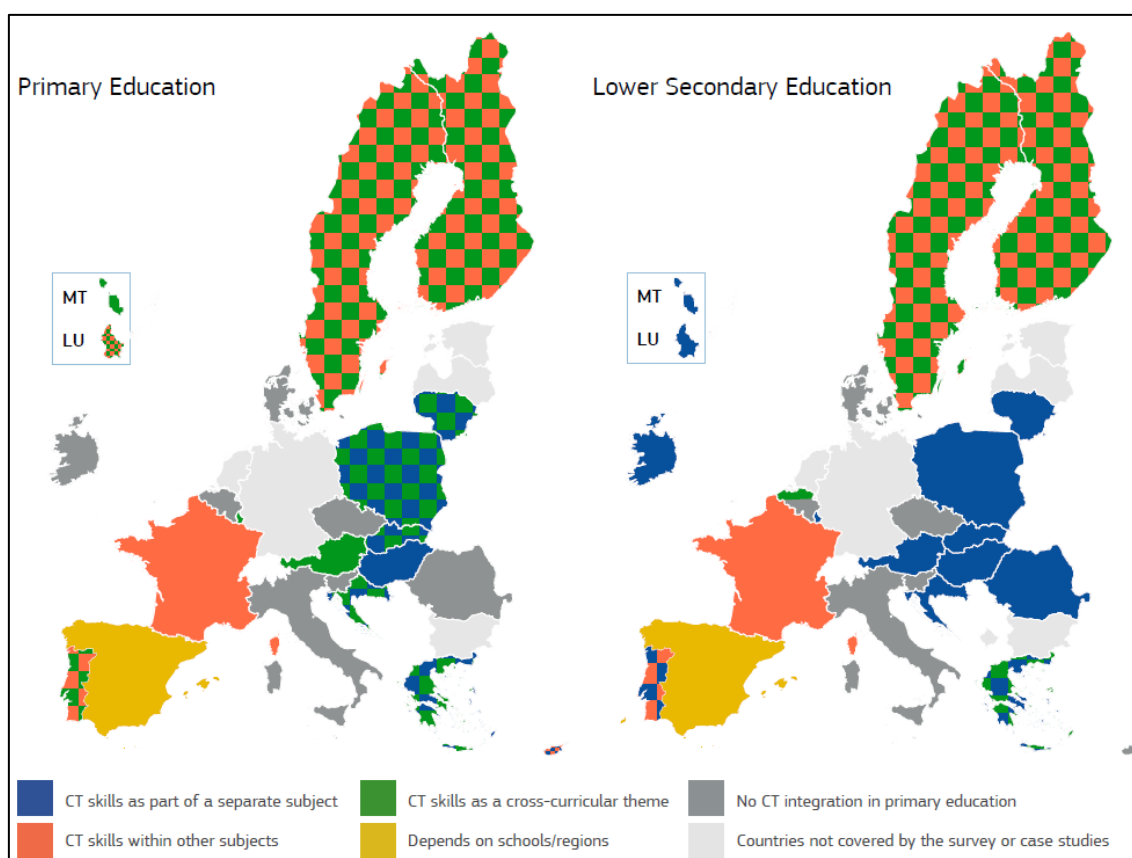 Primary Education
Lower Secondary Education
MT
LU
MT
LU
CT skills as part of a separate subject
CT skills as a cross-curricular theme
No CT integration in primary education
CT skills within other subjects
Depends on schools/regions
Countries not covered by the survey or case studies